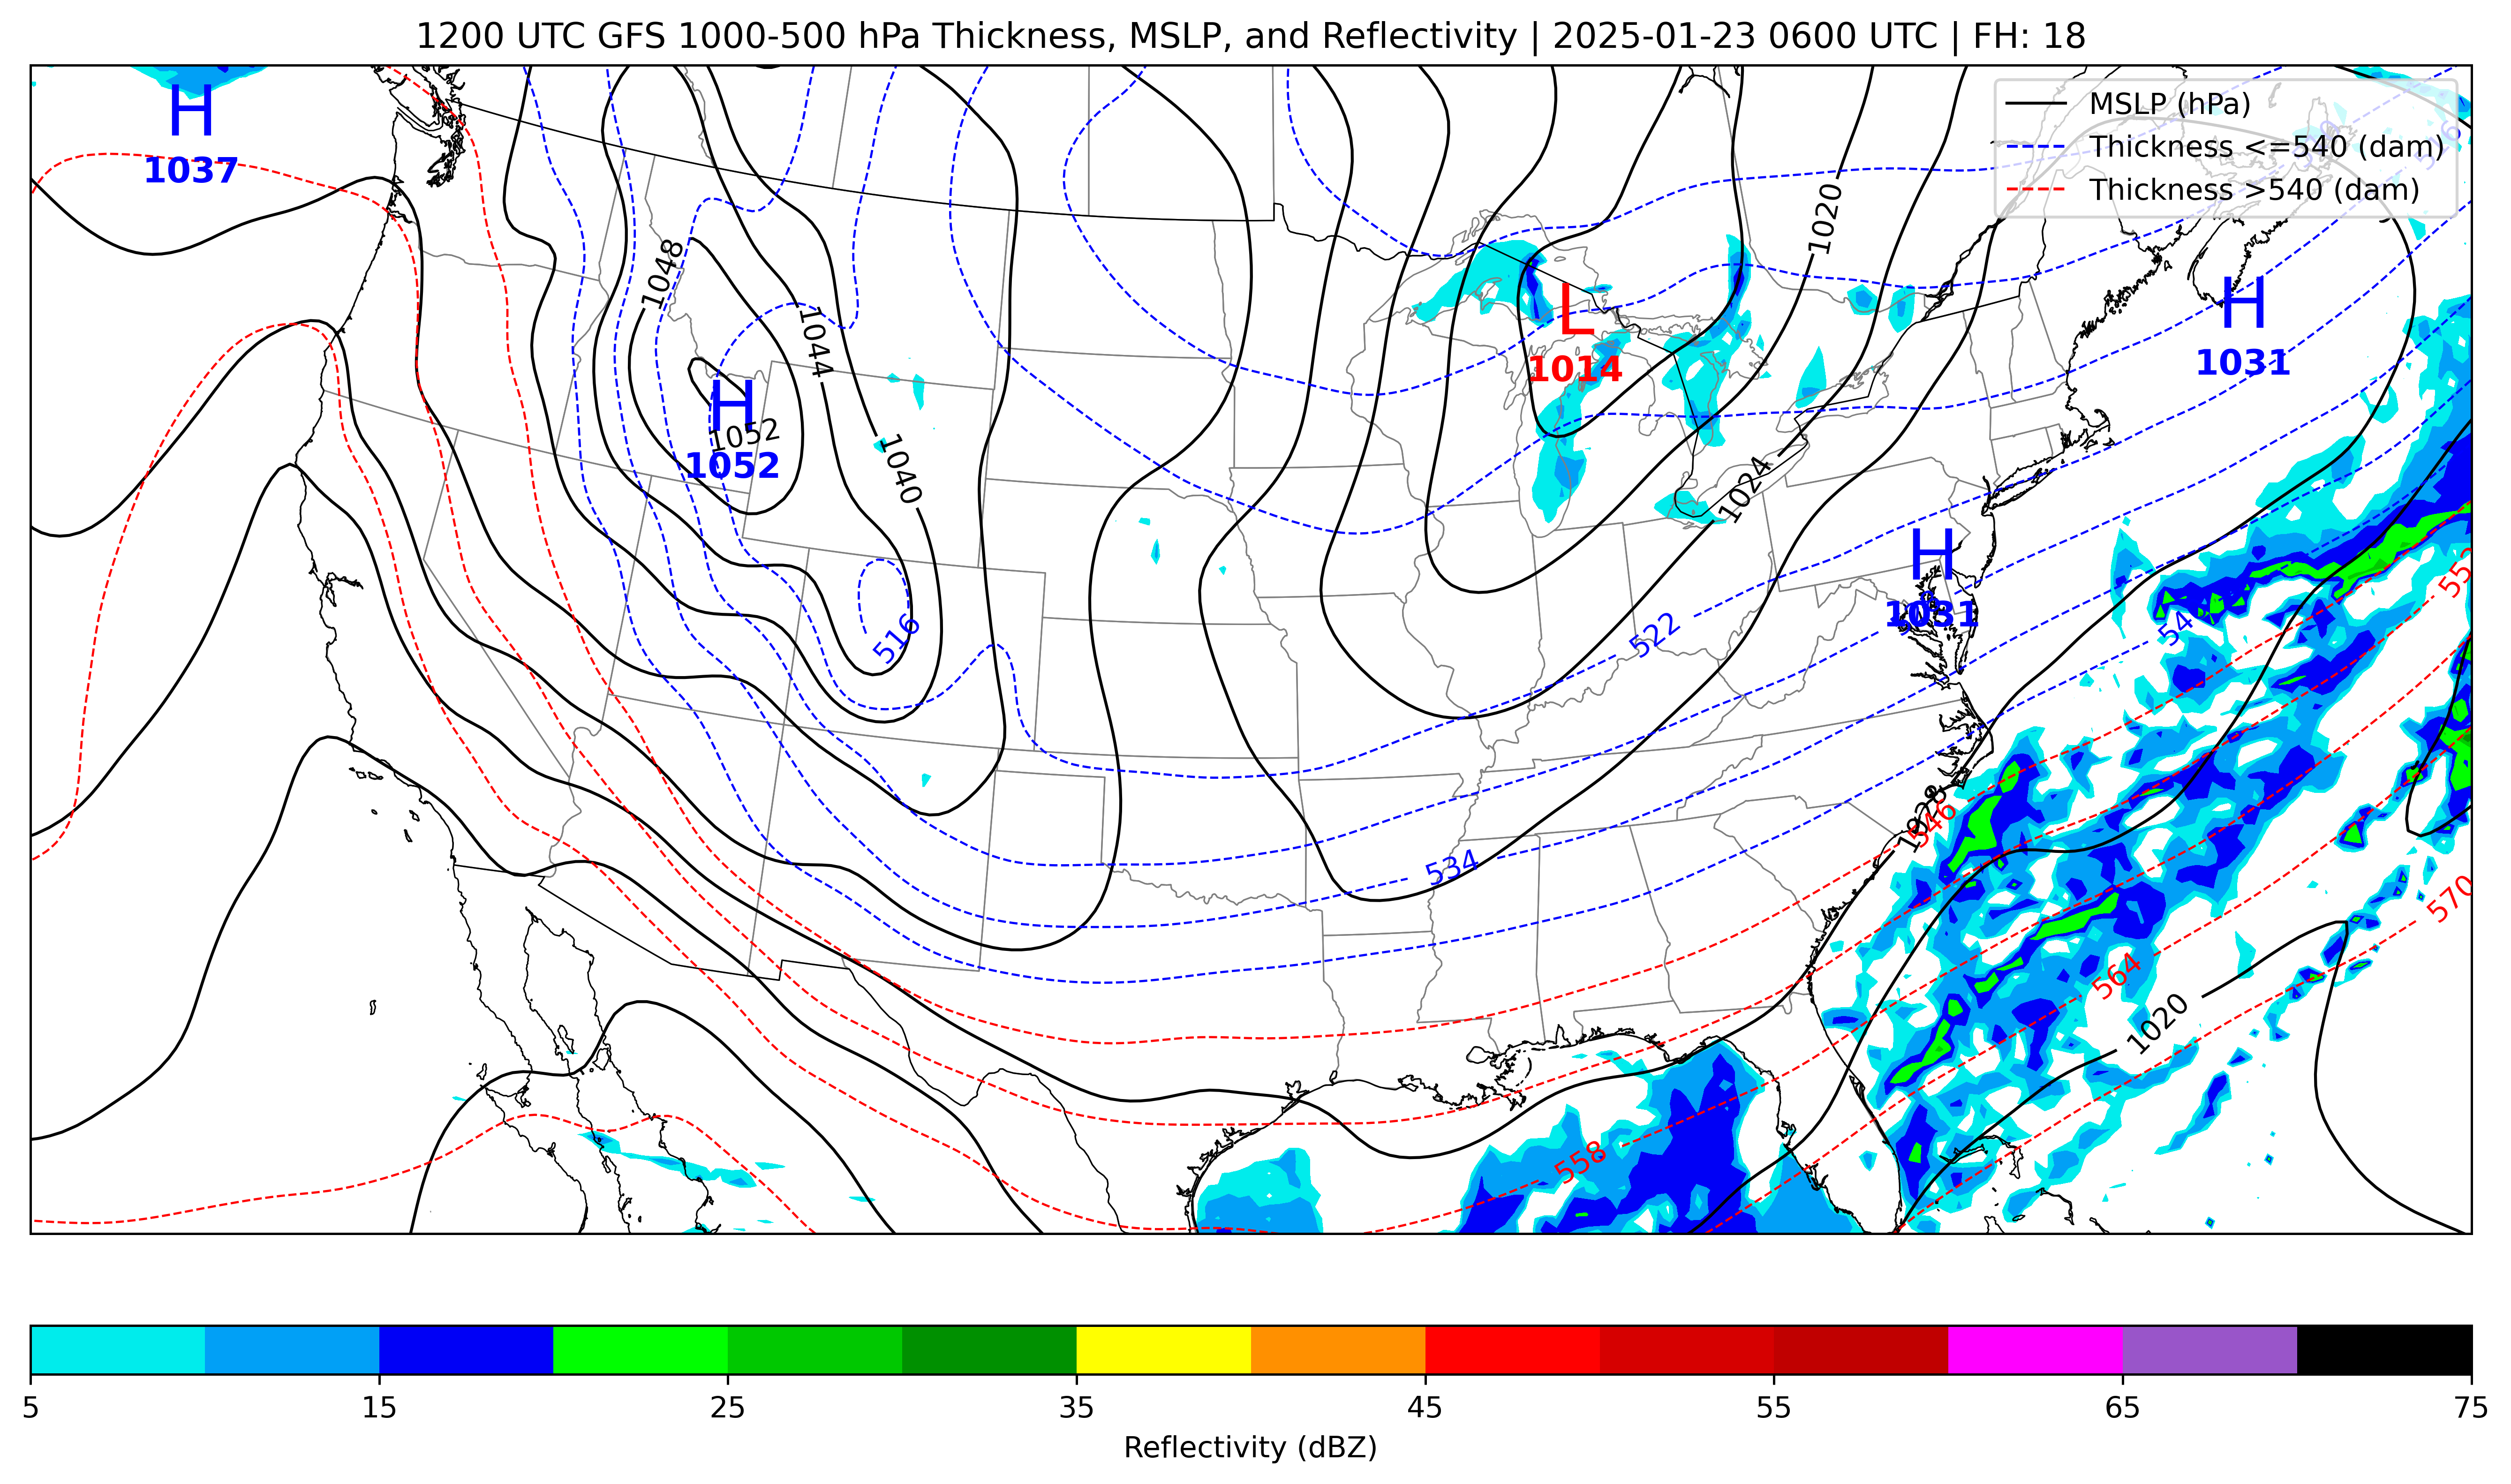 1200 UTC GFS 1000-500 hPa Thickness, MSLP, and Reflectivity | 2025-01-23 0600 UTC | FH: 18
MSLP (hPa)
Thickness <=540 (dam)
Thickness >540 (dam)
H
1037
1020
1048
H
1031
L
1014
1044
H
1052
1052
1040
1024
H
1031
516
522
552
1028
546
534
570
564
1020
558
5
15
25
35
45
55
65
75
Reflectivity (dBZ)